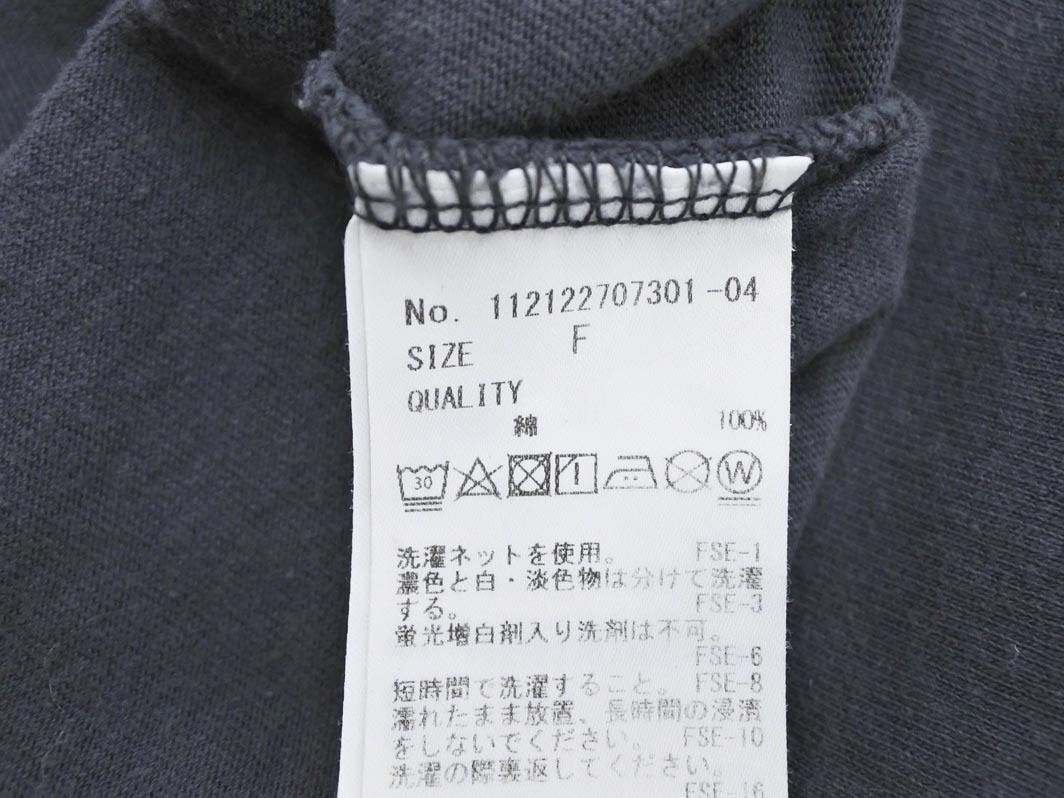 No. 112122707301-04
SIZE F
QUALITY
綿 100%
30
W
洗濯ネットを使用。 FSE-1
濃色と白・淡色物は分けて洗濯
する。 FSE-3
蛍光増白剤入り洗剤は不可。
FSE-6
短時間で洗濯すること。 FSE-8
濡れたまま放置、長時間の浸漬
をしないでください。 FSE-10
洗濯の際裏返してください。
FSE-16